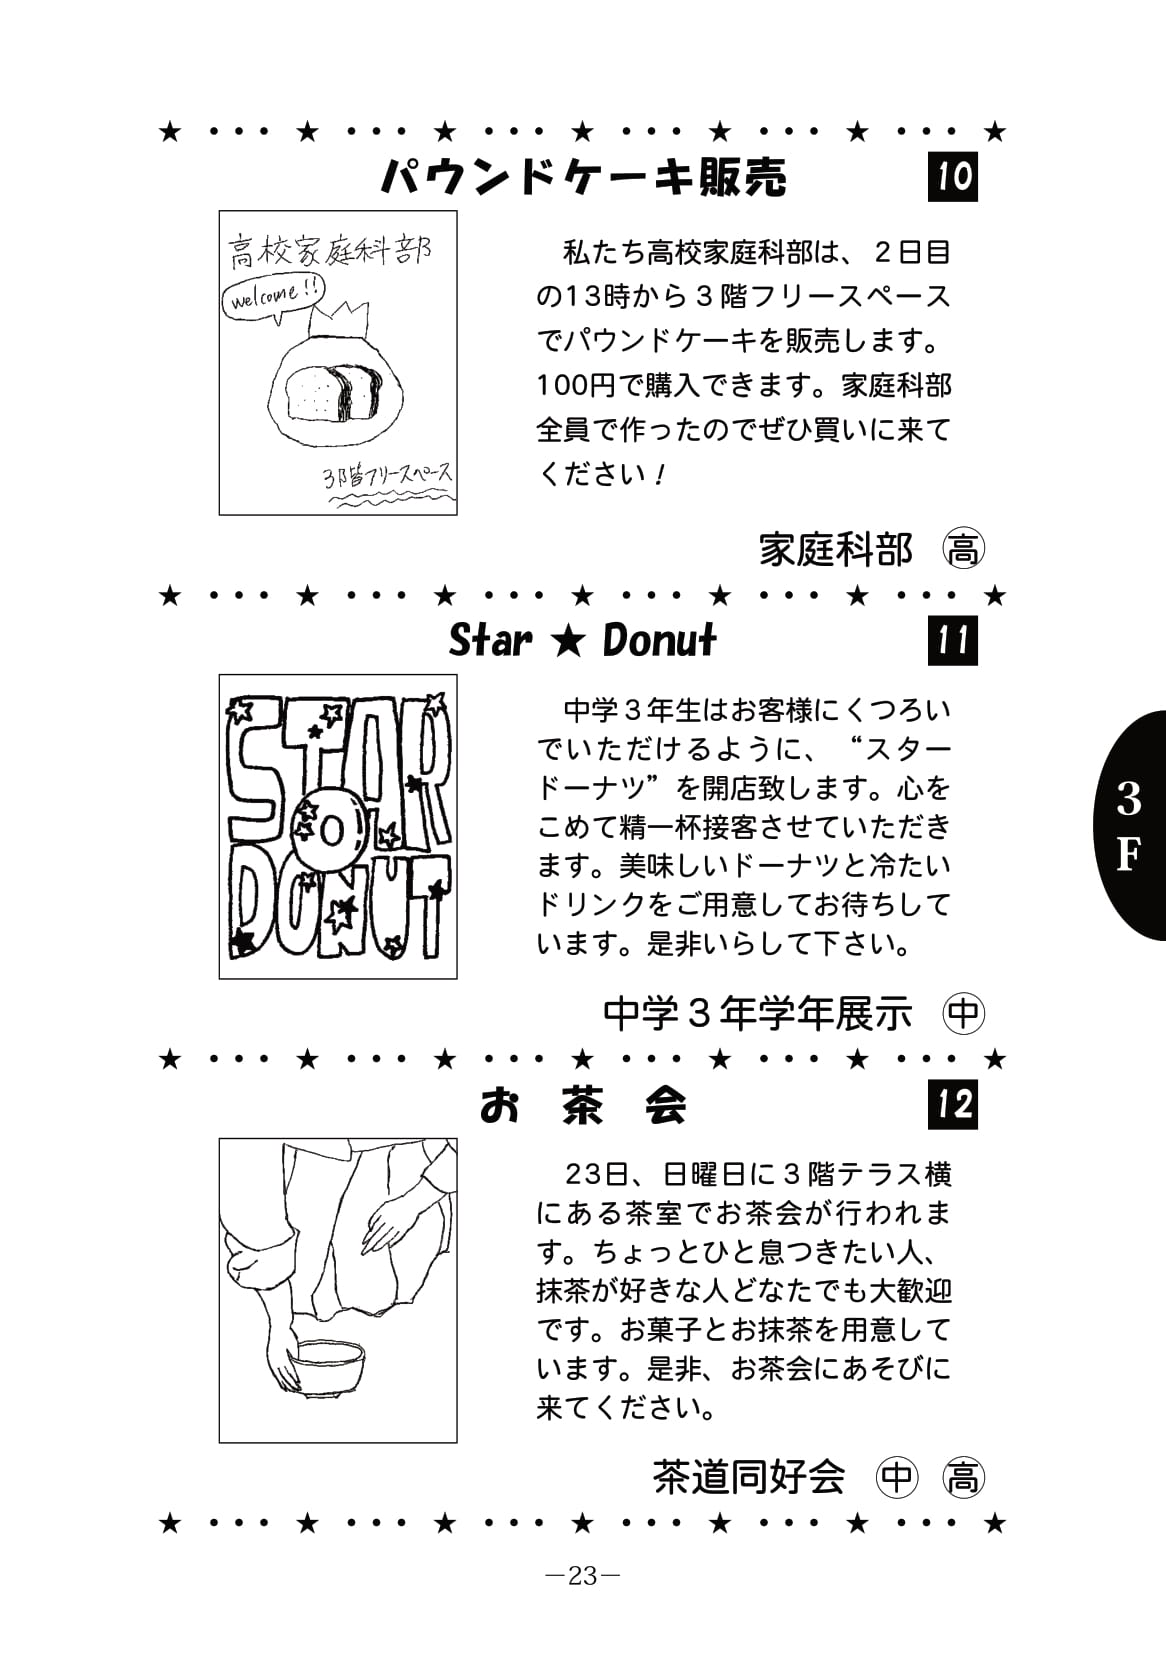 パウンドケーキ販売
10
高校家庭科部
welcome!!
3階フリースペース
私たち高校家庭科部は、２日目
の13時から３階フリースペース
でパウンドケーキを販売します。
100円で購入できます。家庭科部
全員で作ったのでぜひ買いに来て
ください！
家庭科部 高
Star ★ Donut
11
STAR
DONUT
中学３年生はお客様にくつろい
でいただけるように、“スター
ドーナツ”を開店致します。心を
こめて精一杯接客させていただき
ます。美味しいドーナツと冷たい
ドリンクをご用意してお待ちして
います。是非いらして下さい。
中学３年学年展示 中
3
F
お 茶 会
12
23日、日曜日に３階テラス横
にある茶室でお茶会が行われま
す。ちょっとひと息つきたい人、
抹茶が好きな人どなたでも大歓迎
です。お菓子とお抹茶を用意して
います。是非、お茶会にあそびに
来てください。
茶道同好会 中 高
—23—